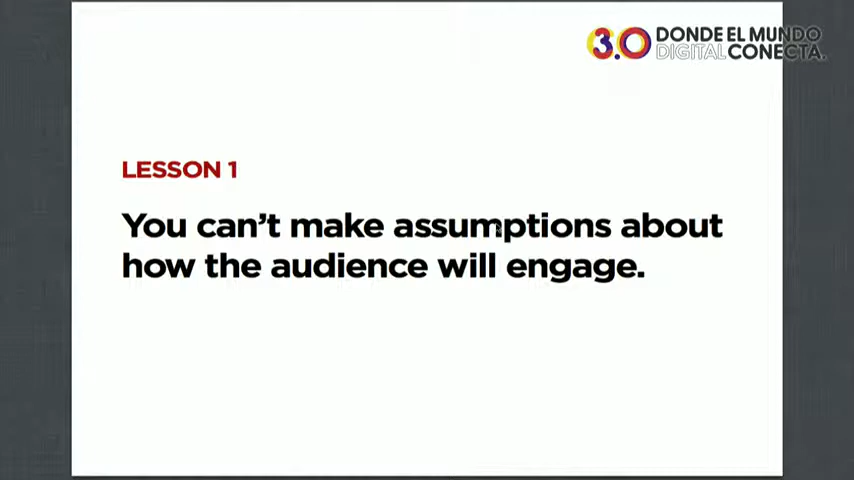 3.0 DONDE EL MUNDO
DIGITAL CONECTA.
LESSON 1
You can't make assumptions about
how the audience will engage.